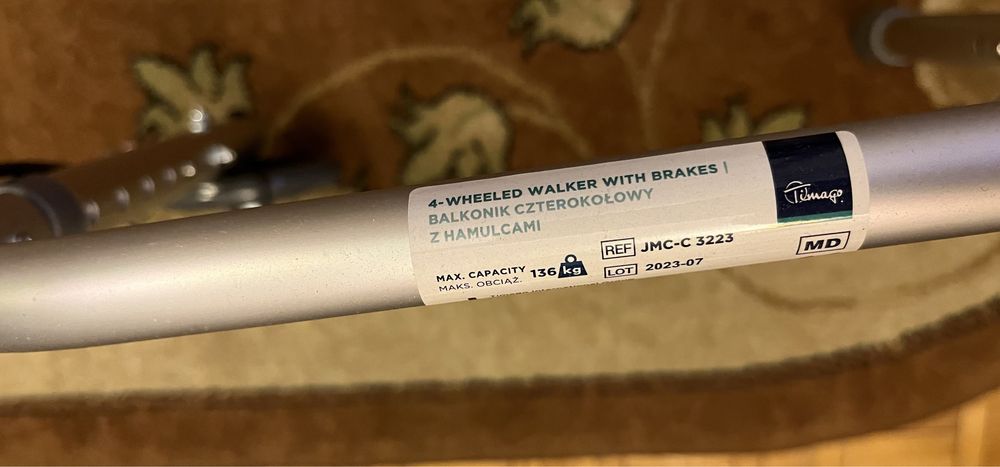 4-WHEELED WALKER WITH BRAKES |
BALKONIK CZTEROKOŁOWY
Z HAMULCAMI
Timago
MAX. CAPACITY
MAKS. OBCIĄŻ.
136 kg
REF JMC-C 3223
LOT 2023-07
MD